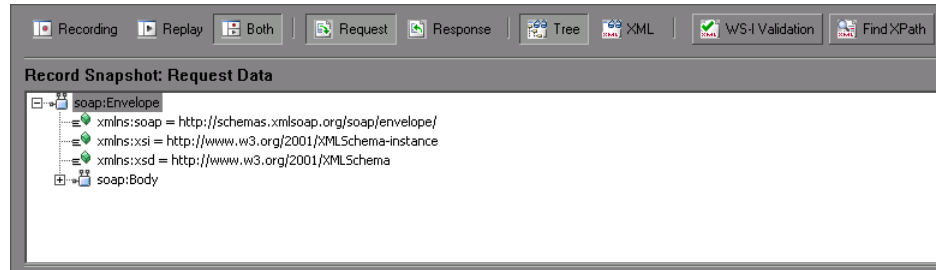 Recording Replay Both Request Response Tree XML WS-I Validation Find XPath
Record Snapshot: Request Data
soap:Envelope
xmlns:soap = http://schemas.xmlsoap.org/soap/envelope/
xmlns:xsi = http://www.w3.org/2001/XMLSchema-instance
xmlns:xsd = http://www.w3.org/2001/XMLSchema
soap:Body